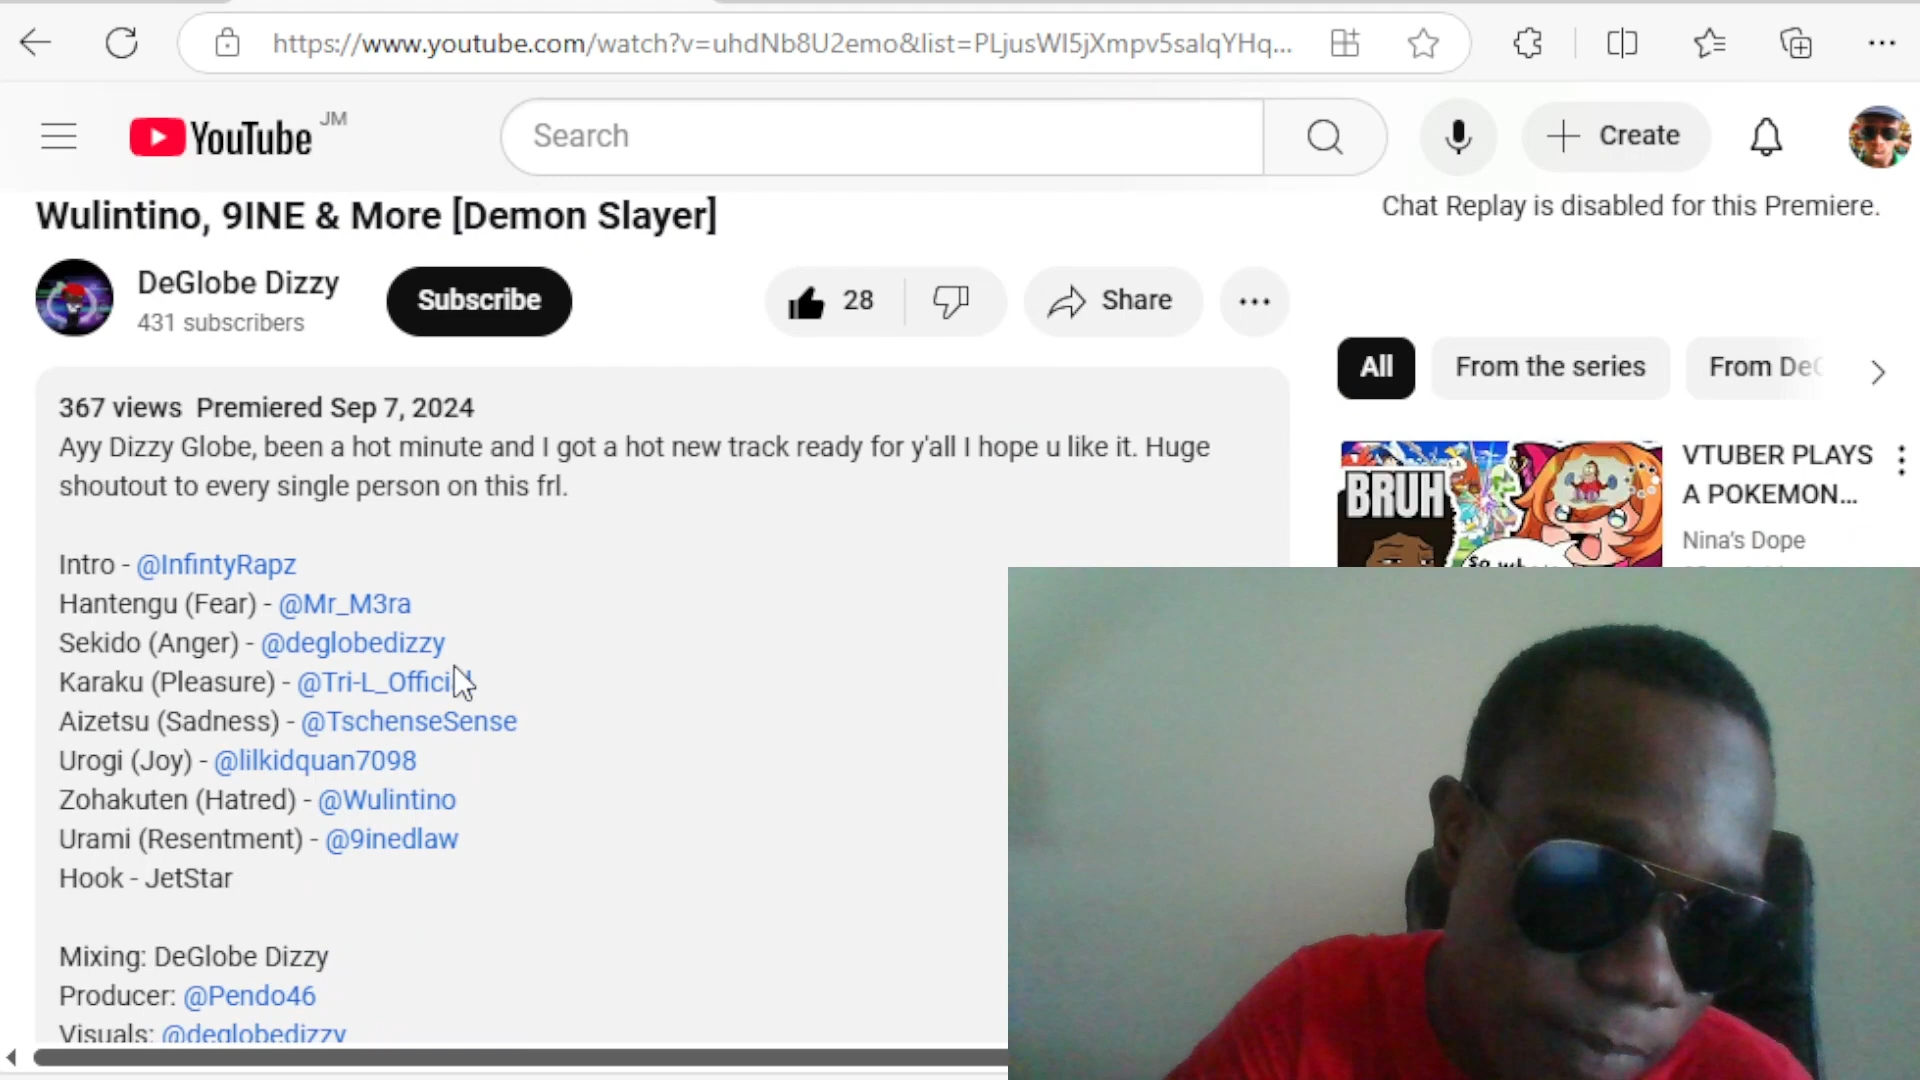 https://www.youtube.com/watch?v=uhdNb8U2emo&list=PLjusWI5jXmpv5salqYHq...
YouTube JM
Search
Create
Wulintino, 9INE & More [Demon Slayer]
Chat Replay is disabled for this Premiere.
DeGlobe Dizzy
431 subscribers
Subscribe
28
Share
All
From the series
From DeG
367 views Premiered Sep 7, 2024
Ayy Dizzy Globe, been a hot minute and I got a hot new track ready for y'all I hope u like it. Huge
shoutout to every single person on this frl.
VTUBER PLAYS
A POKEMON...
Nina's Dope
BRUH
Intro - @InfintyRapz
Hantengu (Fear) - @Mr_M3ra
Sekido (Anger) - @deglobedizzy
Karaku (Pleasure) - @Tri-L_Official
Aizetsu (Sadness) - @TschenseSense
Urogi (Joy) - @lilkidquan7098
Zohakuten (Hatred) - @Wulintino
Urami (Resentment) - @9inedlaw
Hook - JetStar
Mixing: DeGlobe Dizzy
Producer: @Pendo46
Visuals: @deglobedizzy